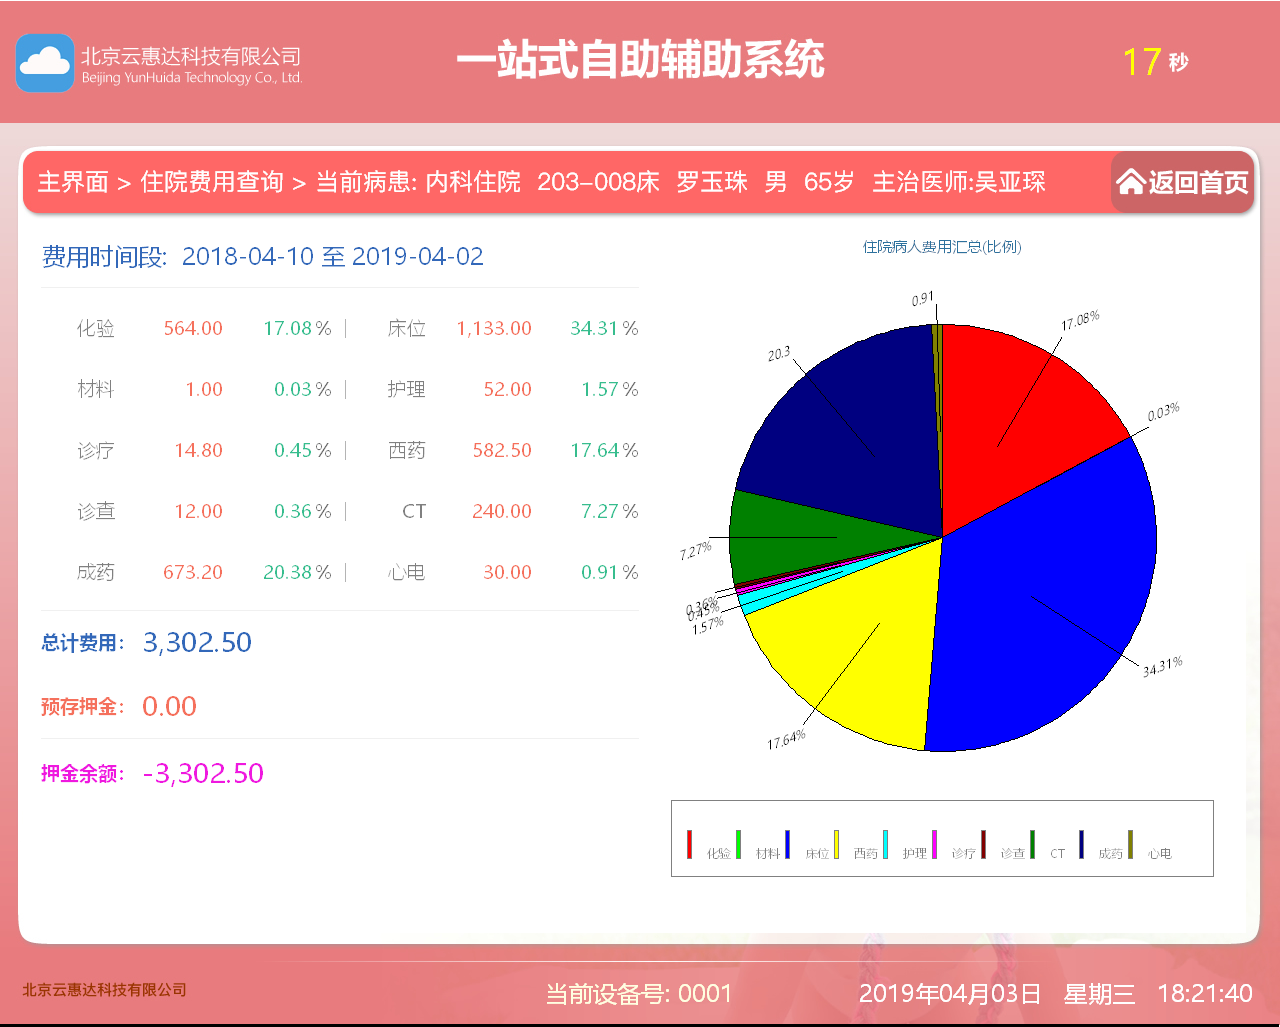 北京云惠达科技有限公司
Beijing YunHuida Technology Co., Ltd.
一站式自助辅助系统
17 秒
主界面 > 住院费用查询 > 当前病患: 内科住院 203-008床 罗玉珠 男 65岁 主治医师:吴亚琛
返回首页
费用时间段: 2018-04-10 至 2019-04-02
化验 564.00 17.08% | 床位 1,133.00 34.31%
材料 1.00 0.03% | 护理 52.00 1.57%
诊疗 14.80 0.45% | 西药 582.50 17.64%
诊查 12.00 0.36% | CT 240.00 7.27%
成药 673.20 20.38% | 心电 30.00 0.91%
总计费用: 3,302.50
预存押金: 0.00
押金余额: -3,302.50
住院病人费用汇总(比例)
0.91
17.08%
20.3
0.03%
7.27%
0.36%
0.45%
1.57%
34.31%
17.64%
化验 材料 床位 西药 护理 诊疗 诊查 CT 成药 心电
北京云惠达科技有限公司
当前设备号: 0001
2019年04月03日 星期三 18:21:40